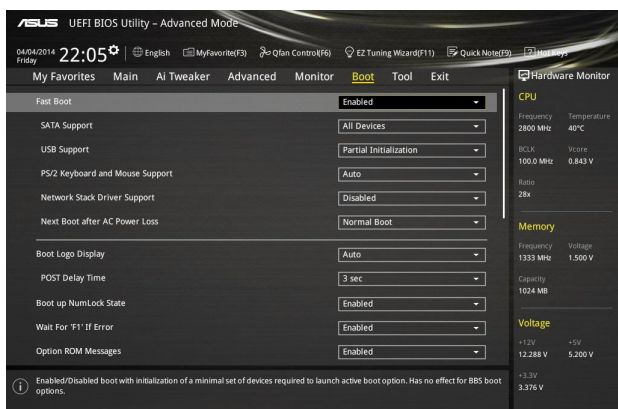 ASUS UEFI BIOS Utility – Advanced Mode
04/04/2014 Friday 22:05 English MyFavorite(F3) Qfan Control(F6) EZ Tuning Wizard(F11) Quick Note(F9) ? Hot Keys
My Favorites Main Ai Tweaker Advanced Monitor Boot Tool Exit
Fast Boot Enabled
SATA Support All Devices
USB Support Partial Initialization
PS/2 Keyboard and Mouse Support Auto
Network Stack Driver Support Disabled
Next Boot after AC Power Loss Normal Boot
Boot Logo Display Auto
POST Delay Time 3 sec
Boot up NumLock State Enabled
Wait For 'F1' If Error Enabled
Option ROM Messages Enabled
Enabled/Disabled boot with initialization of a minimal set of devices required to launch active boot option. Has no effect for BBS boot
options.
Hardware Monitor
CPU
Frequency Temperature
2800 MHz 40°C
BCLK Vcore
100.0 MHz 0.843 V
Ratio
28x
Memory
Frequency Voltage
1333 MHz 1.500 V
Capacity
1024 MB
Voltage
+12V +5V
12.288 V 5.200 V
+3.3V
3.376 V